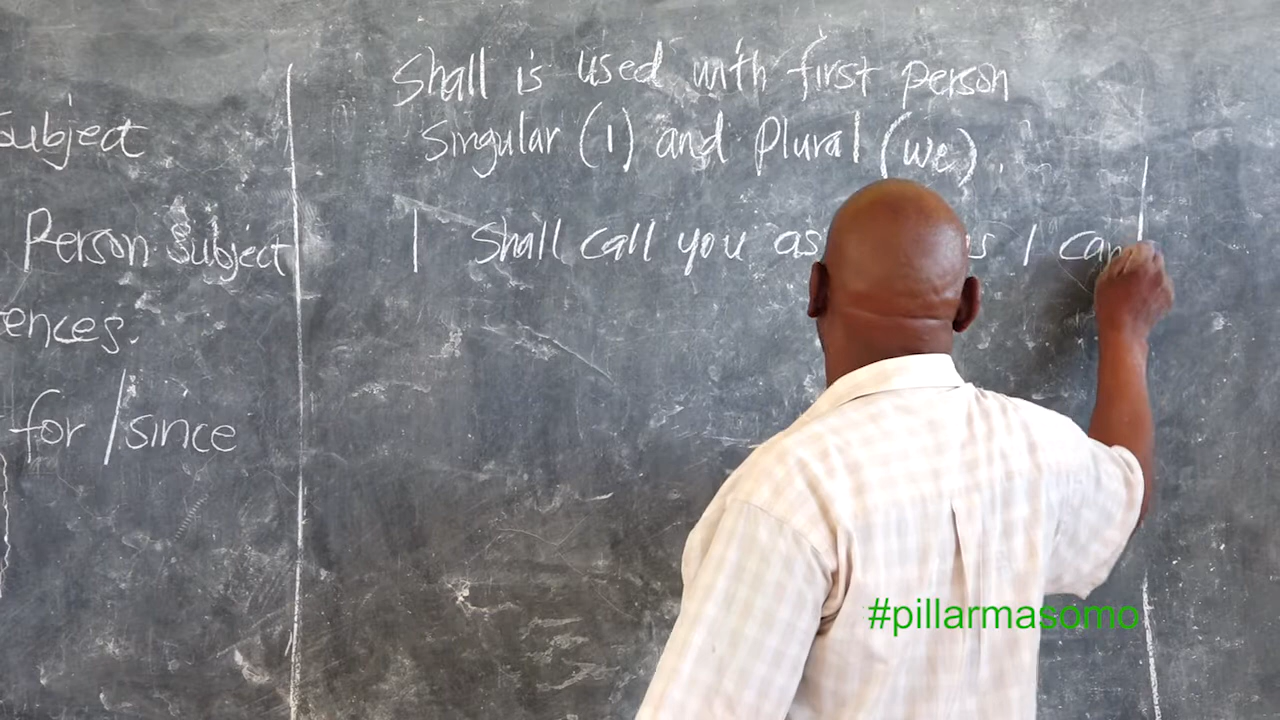 Subject
Person Subject
ences.
for / since
Shall is used with first person
Singular (I) and Plural (we).
I shall call you as as I can
#pillarmasomo